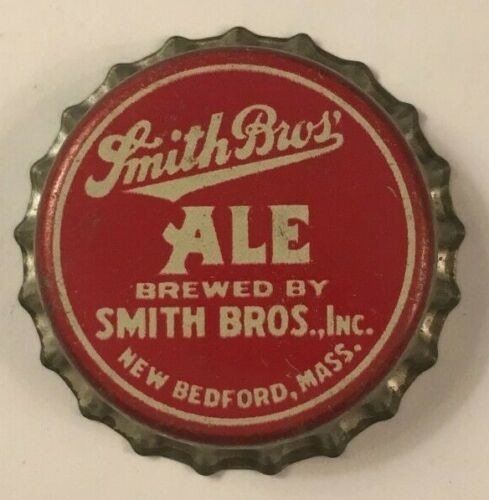 Smith Bros'
ALE
BREWED BY
SMITH BROS., INC.
NEW BEDFORD, MASS.